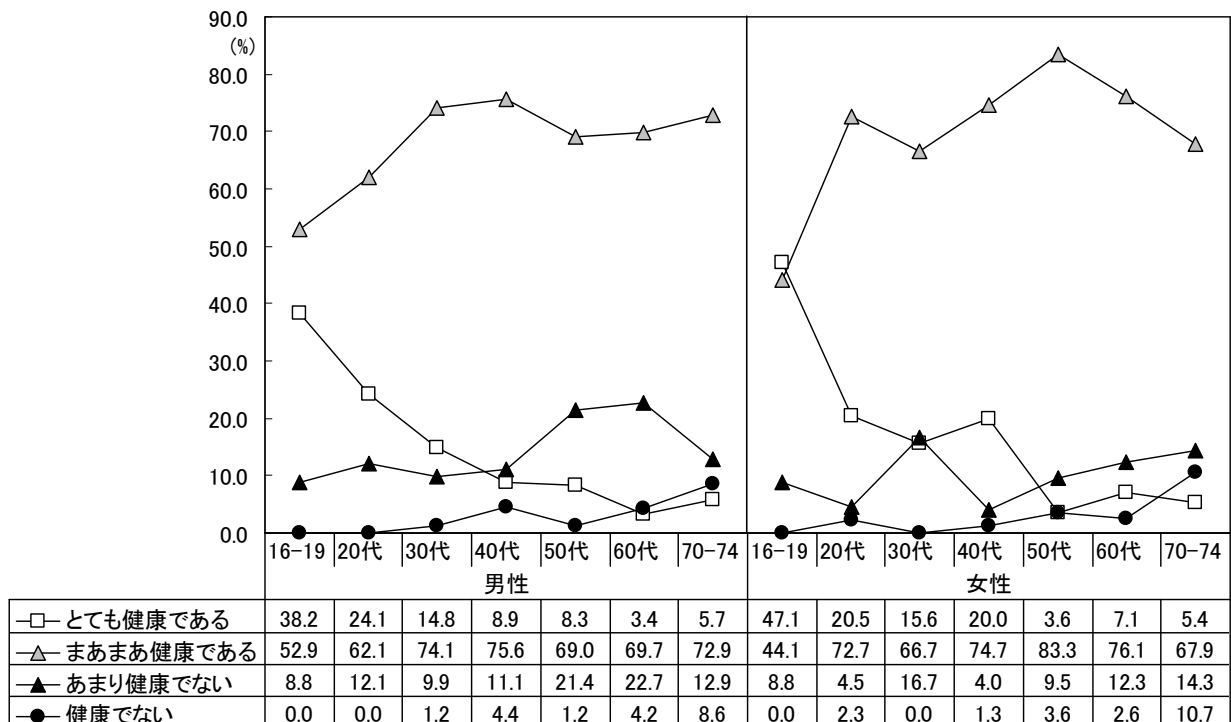 90.0
(%)
80.0
70.0
60.0
50.0
40.0
30.0
20.0
10.0
0.0
16-19 20代 30代 40代 50代 60代 70-74 16-19 20代 30代 40代 50代 60代 70-74
男性 女性
とても健康である 38.2 24.1 14.8 8.9 8.3 3.4 5.7 47.1 20.5 15.6 20.0 3.6 7.1 5.4
まあまあ健康である 52.9 62.1 74.1 75.6 69.0 69.7 72.9 44.1 72.7 66.7 74.7 83.3 76.1 67.9
あまり健康でない 8.8 12.1 9.9 11.1 21.4 22.7 12.9 8.8 4.5 16.7 4.0 9.5 12.3 14.3
健康でない 0.0 0.0 1.2 4.4 1.2 4.2 8.6 0.0 2.3 0.0 1.3 3.6 2.6 10.7